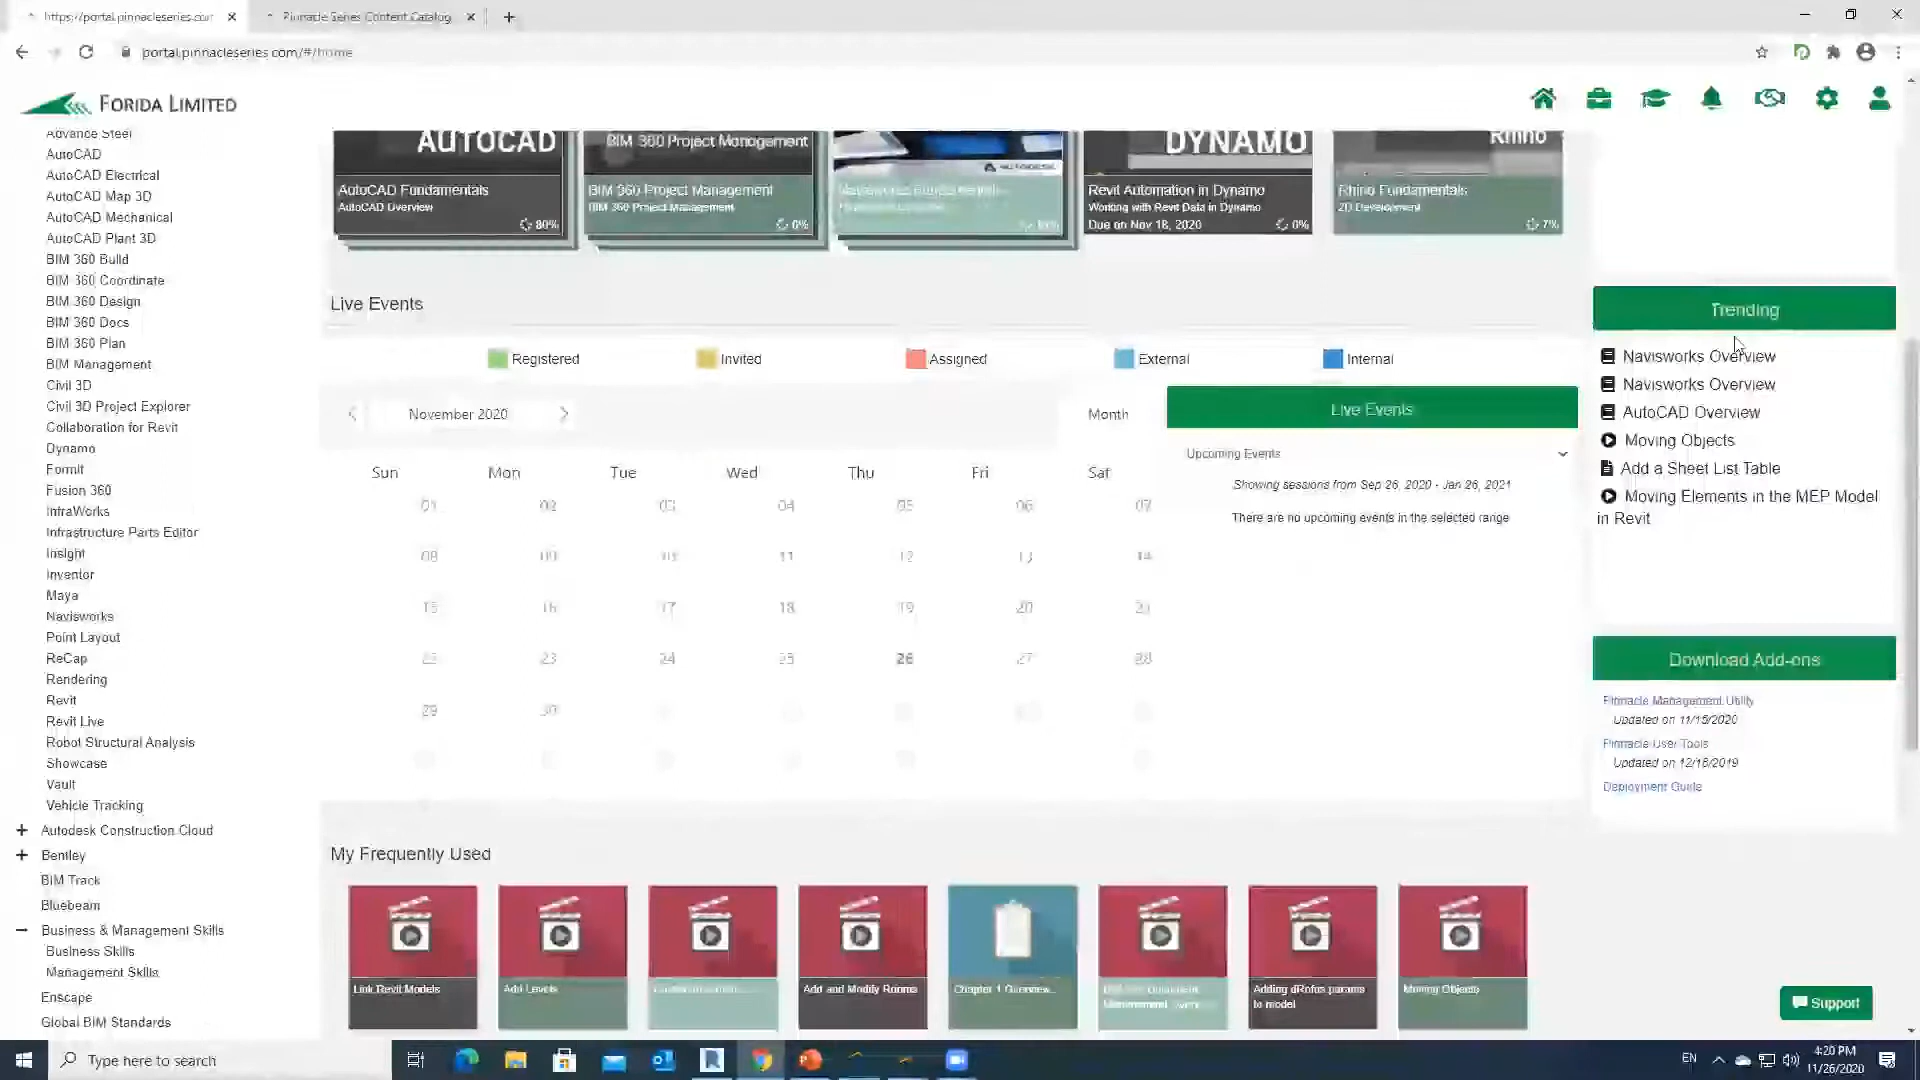 https://portal.pinnacleseries.com
Pinnacle Series Content Catalog
portal.pinnacleseries.com/#/home
FORIDA LIMITED
Advance Steel
AutoCAD
AutoCAD Electrical
AutoCAD Map 3D
AutoCAD Mechanical
AutoCAD Plant 3D
BIM 360 Build
BIM 360 Coordinate
BIM 360 Design
BIM 360 Docs
BIM 360 Plan
BIM Management
Civil 3D
Civil 3D Project Explorer
Collaboration for Revit
Dynamo
FormIt
Fusion 360
InfraWorks
Infrastructure Parts Editor
Insight
Inventor
Maya
Navisworks
Point Layout
ReCap
Rendering
Revit
Revit Live
Robot Structural Analysis
Showcase
Vault
Vehicle Tracking
Autodesk Construction Cloud
Bentley
BIM Track
Bluebeam
Business & Management Skills
Business Skills
Management Skills
Enscape
Global BIM Standards
AUTOCAD
AutoCAD Fundamentals
AutoCAD Overview
80%
BIM 360 Project Management
BIM 360 Project Management
BIM 360 Project Management
0%
AUTODESK
DYNAMO
Revit Automation in Dynamo
Working with Revit Data in Dynamo
Due on Nov 18, 2020
0%
Rhino
Rhino Fundamentals
2D Development
7%
Live Events
Registered
Invited
Assigned
External
Internal
November 2020
Month
Sun Mon Tue Wed Thu Fri Sat
01 02 03 04 05 06 07
08 09 10 11 12 13 14
15 16 17 18 19 20 21
22 23 24 25 26 27 28
29 30
Live Events
Upcoming Events
Showing sessions from Sep 26, 2020 - Jan 26, 2021
There are no upcoming events in the selected range
Trending
Navisworks Overview
Navisworks Overview
AutoCAD Overview
Moving Objects
Add a Sheet List Table
Moving Elements in the MEP Model
in Revit
Download Add-ons
Pinnacle Management Utility
Updated on 11/15/2020
Pinnacle User Tools
Updated on 12/16/2019
Deployment Guide
My Frequently Used
Link Revit Models
Add Levels
Add and Modify Rooms
Chapter 1 Overview...
Adding dRofus params
to model
Moving Objects
Support
Type here to search
EN
4:20 PM
11/26/2020